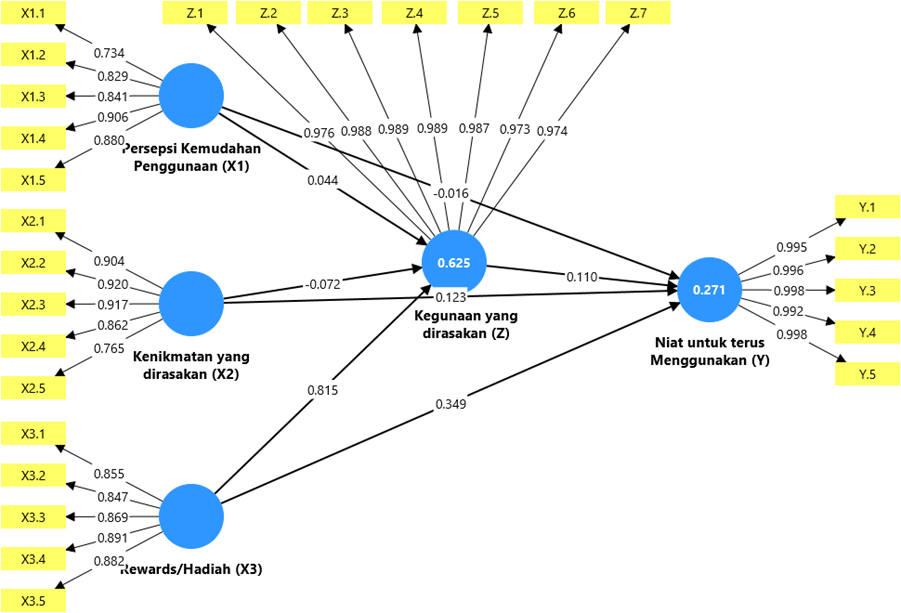 X1.1
Z.1
Z.2
Z.3
Z.4
Z.5
Z.6
Z.7
0.734
X1.2
0.829
X1.3
0.841
0.906
X1.4
0.880
Persepsi Kemudahan
Penggunaan (X1)
X1.5
0.976
0.988
0.989
0.989
0.987
0.973
0.974
0.044
-0.016
X2.1
0.904
X2.2
0.920
X2.3
0.917
0.862
X2.4
0.765
X2.5
Kenikmatan yang
dirasakan (X2)
-0.072
0.123
0.625
Kegunaan yang
dirasakan (Z)
0.110
0.271
Niat untuk terus
Menggunakan (Y)
Y.1
0.995
Y.2
0.996
Y.3
0.998
0.992
Y.4
0.998
Y.5
0.815
0.349
X3.1
0.855
X3.2
0.847
X3.3
0.869
0.891
X3.4
0.882
Rewards/Hadiah (X3)
X3.5